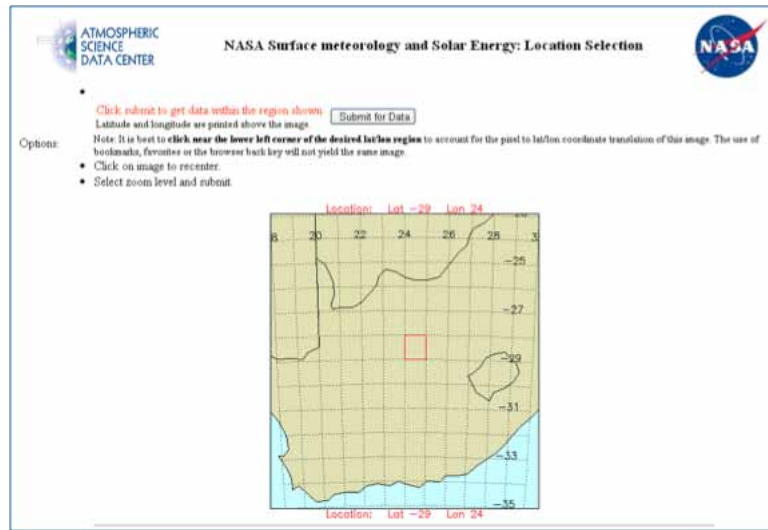 ATMOSPHERIC
SCIENCE
DATA CENTER
NASA Surface meteorology and Solar Energy: Location Selection
NASA
Click submit to get data within the region shown.
Submit for Data
Latitude and longitude are printed above the image.
Options:
Note: It is best to click near the lower left corner of the desired lat/lon region to account for the pixel to lat/lon coordinate translation of this image. The use of
bookmarks, favorites or the browser back key will not yield the same image.
Click on image to recenter.
Select zoom level and submit.
Location: Lat -29 Lon 24
8 20 22 24 26 28 3
-25
-27
-29
-31
-33
-35
Location: Lat -29 Lon 24